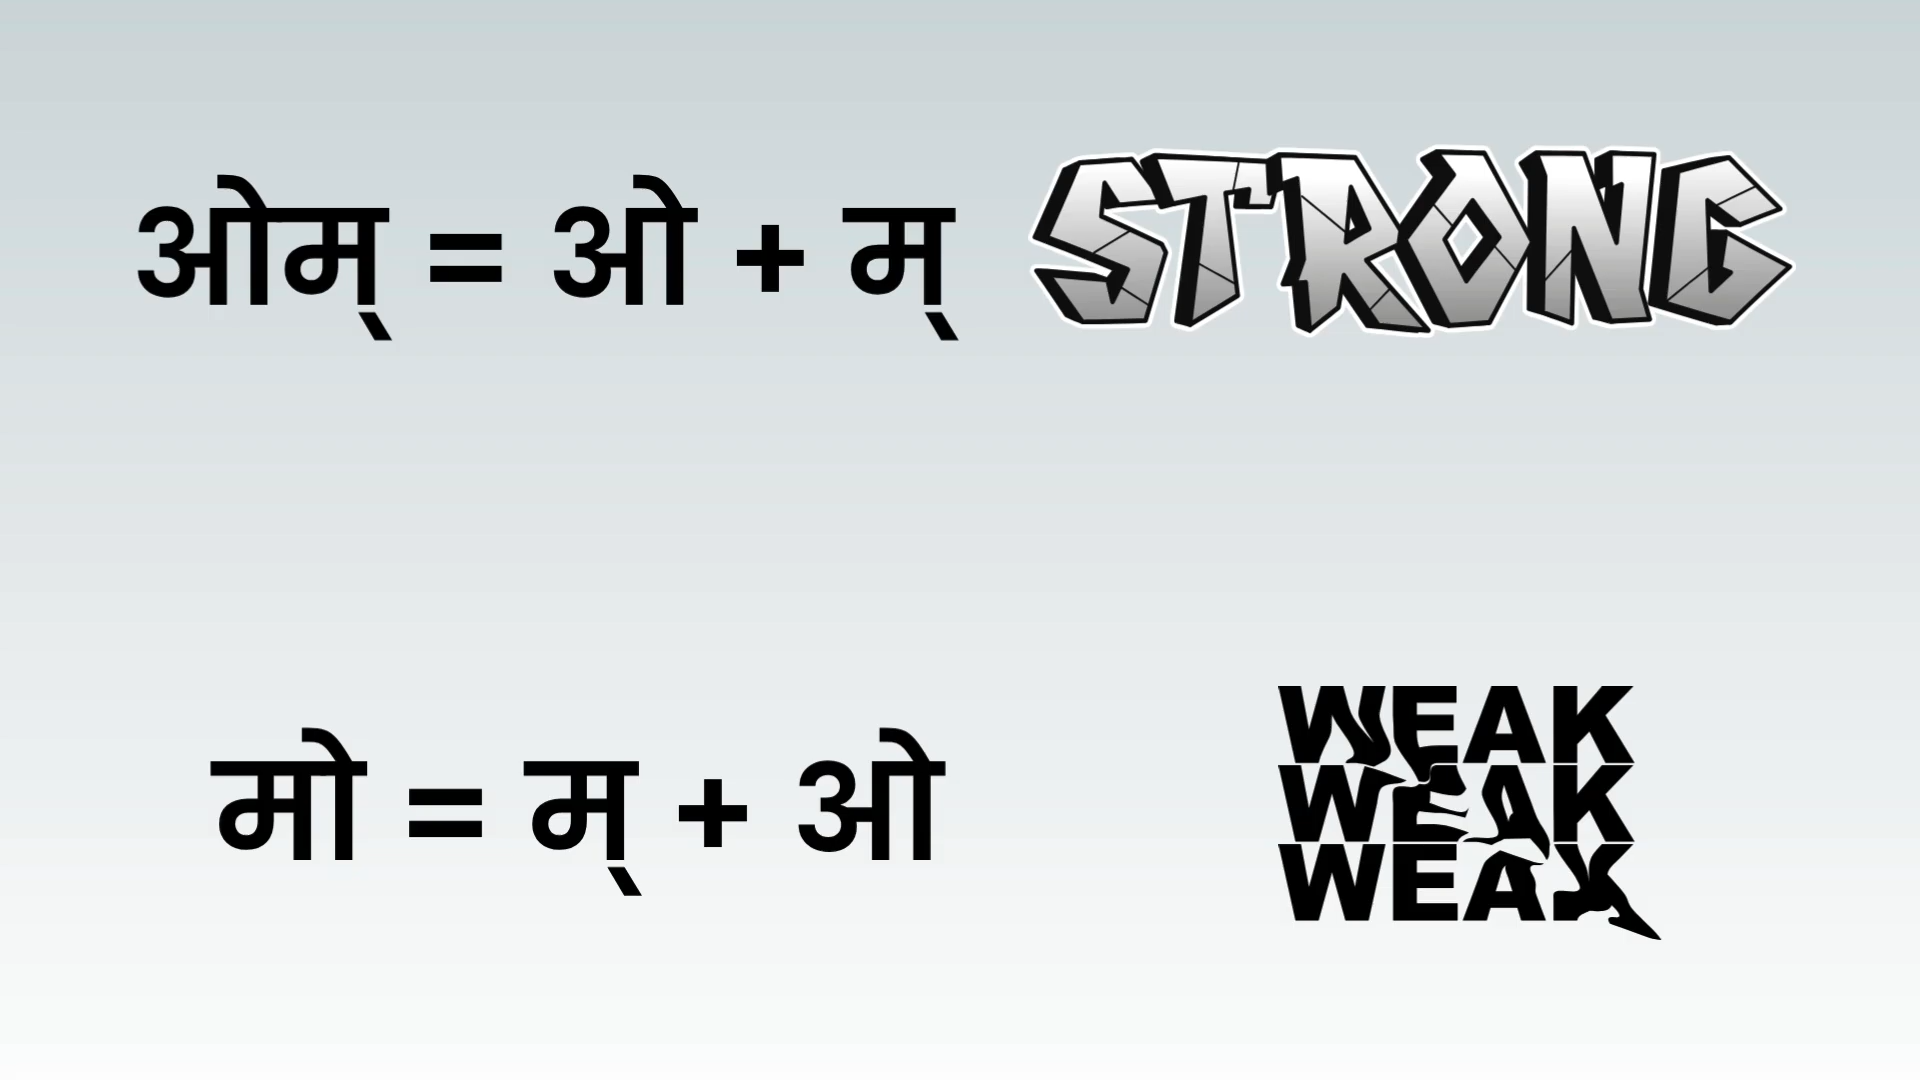 ओम् = ओ + म् STRONG
मो = म् + ओ WEAK
WEAK
WEAK